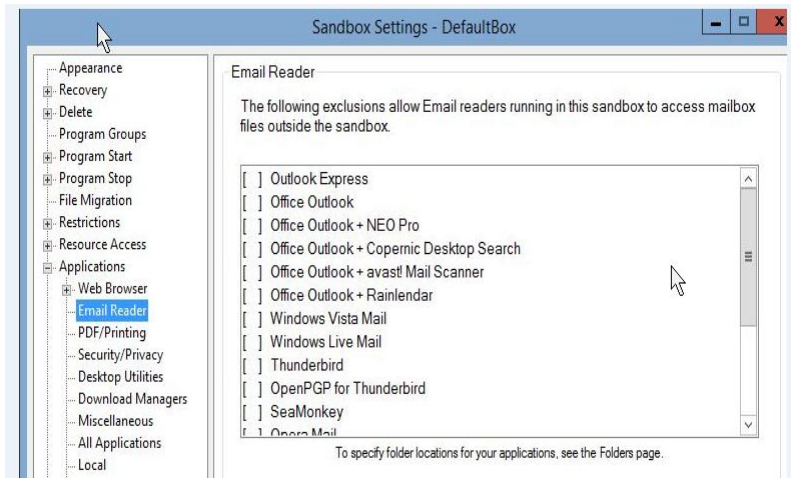 Sandbox Settings - DefaultBox
Appearance
Recovery
Delete
Program Groups
Program Start
Program Stop
File Migration
Restrictions
Resource Access
Applications
Web Browser
Email Reader
PDF/Printing
Security/Privacy
Desktop Utilities
Download Managers
Miscellaneous
All Applications
Local
Email Reader
The following exclusions allow Email readers running in this sandbox to access mailbox
files outside the sandbox.
[ ] Outlook Express
[ ] Office Outlook
[ ] Office Outlook + NEO Pro
[ ] Office Outlook + Copernic Desktop Search
[ ] Office Outlook + avast! Mail Scanner
[ ] Office Outlook + Rainlendar
[ ] Windows Vista Mail
[ ] Windows Live Mail
[ ] Thunderbird
[ ] OpenPGP for Thunderbird
[ ] SeaMonkey
[ ] Opera Mail
To specify folder locations for your applications, see the Folders page.